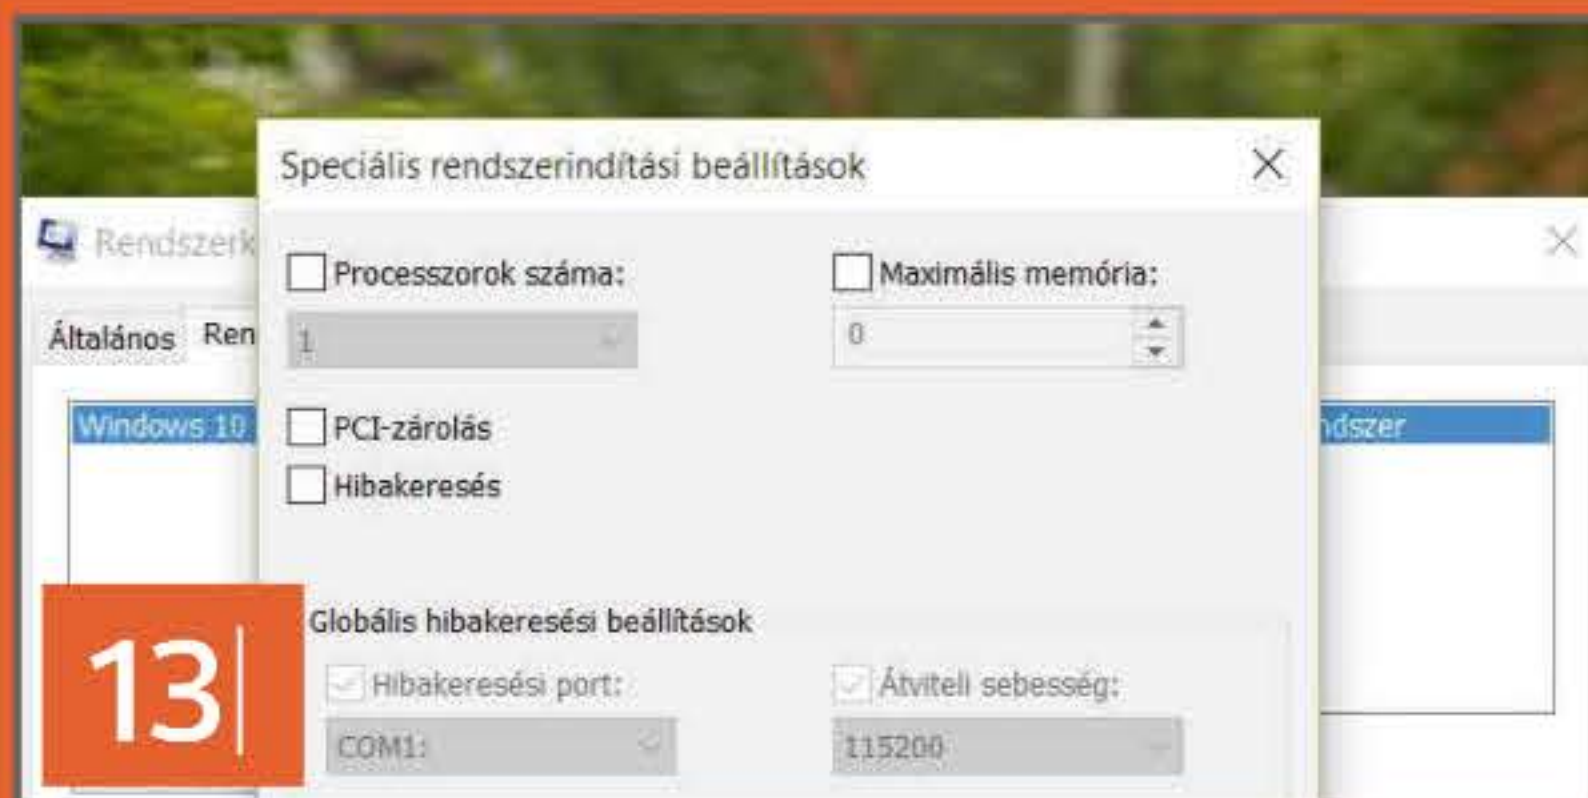 Speciális rendszerindítási beállítások
Rendszerk
Processzorok száma:
Maximális memória:
Általános Ren
1
0
Windows 10
PCI-zárolás
ndszer
Hibakeresés
Globális hibakeresési beállítások
13
Hibakeresési port:
Átviteli sebesség:
COM1:
115200